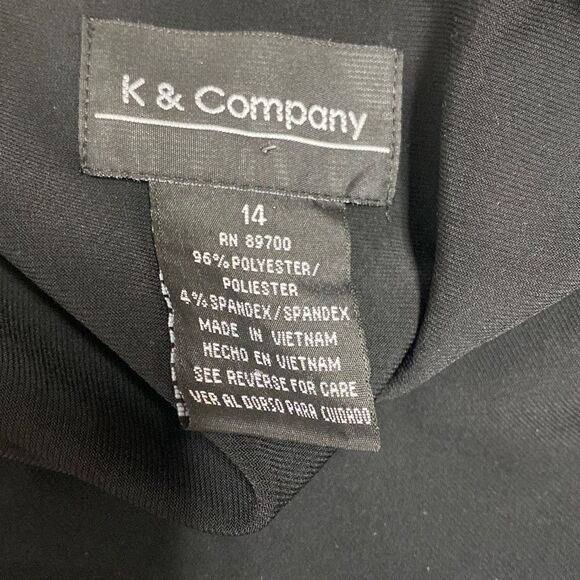 K & Company
14
RN 89700
96% POLYESTER/
POLIESTER
4% SPANDEX/SPANDEX
MADE IN VIETNAM
HECHO EN VIETNAM
SEE REVERSE FOR CARE
VER AL DORSO PARA CUIDADO